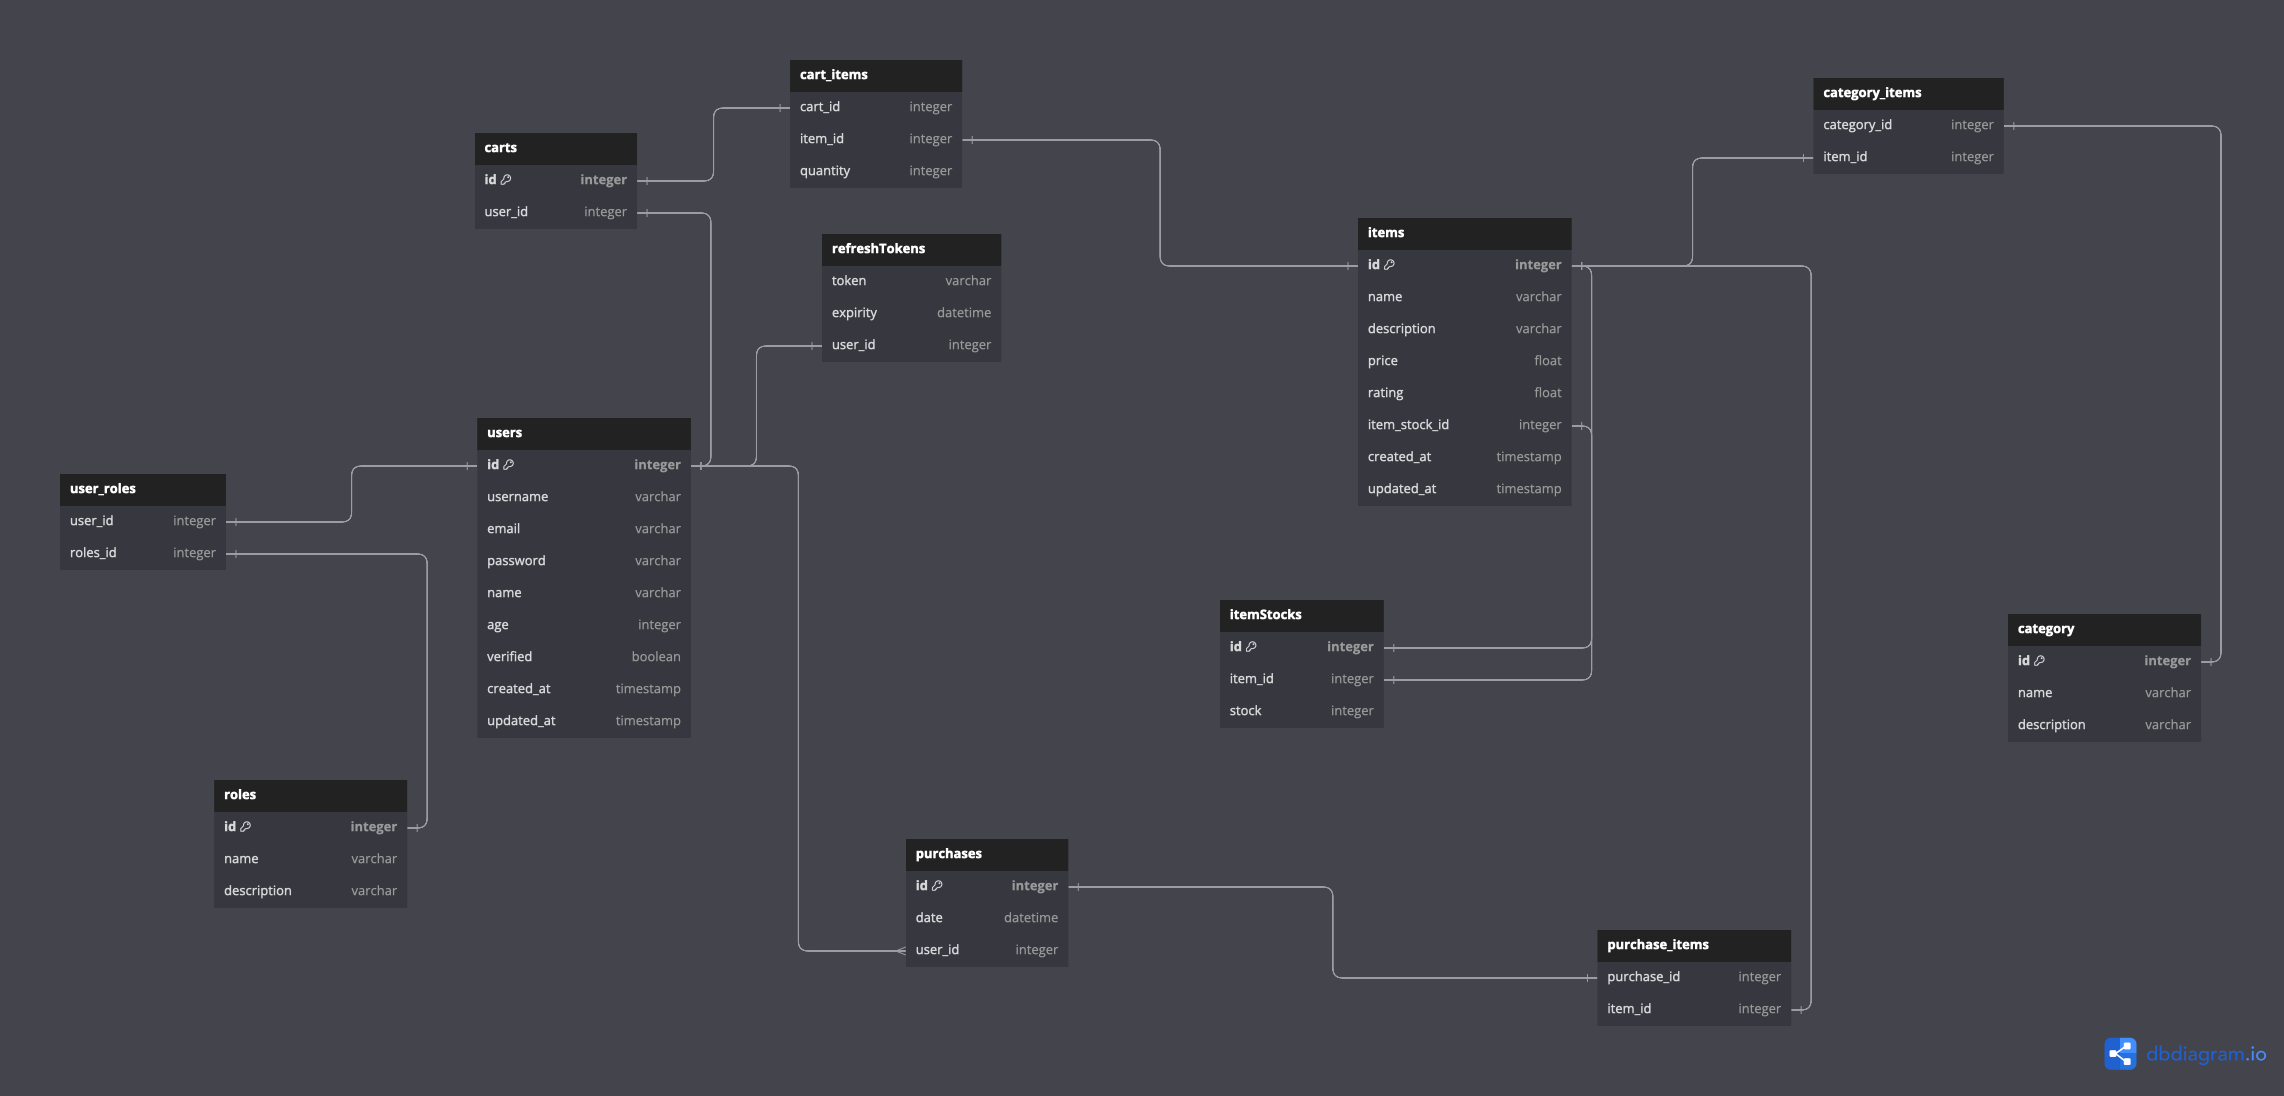 cart_items
cart_id integer
item_id integer
quantity integer
category_items
category_id integer
item_id integer
carts
id integer
user_id integer
refreshTokens
token varchar
expirity datetime
user_id integer
items
id integer
name varchar
description varchar
price float
rating float
item_stock_id integer
created_at timestamp
updated_at timestamp
users
id integer
username varchar
email varchar
password varchar
name varchar
age integer
verified boolean
created_at timestamp
updated_at timestamp
user_roles
user_id integer
roles_id integer
itemStocks
id integer
item_id integer
stock integer
category
id integer
name varchar
description varchar
roles
id integer
name varchar
description varchar
purchases
id integer
date datetime
user_id integer
purchase_items
purchase_id integer
item_id integer
dbdiagram.io